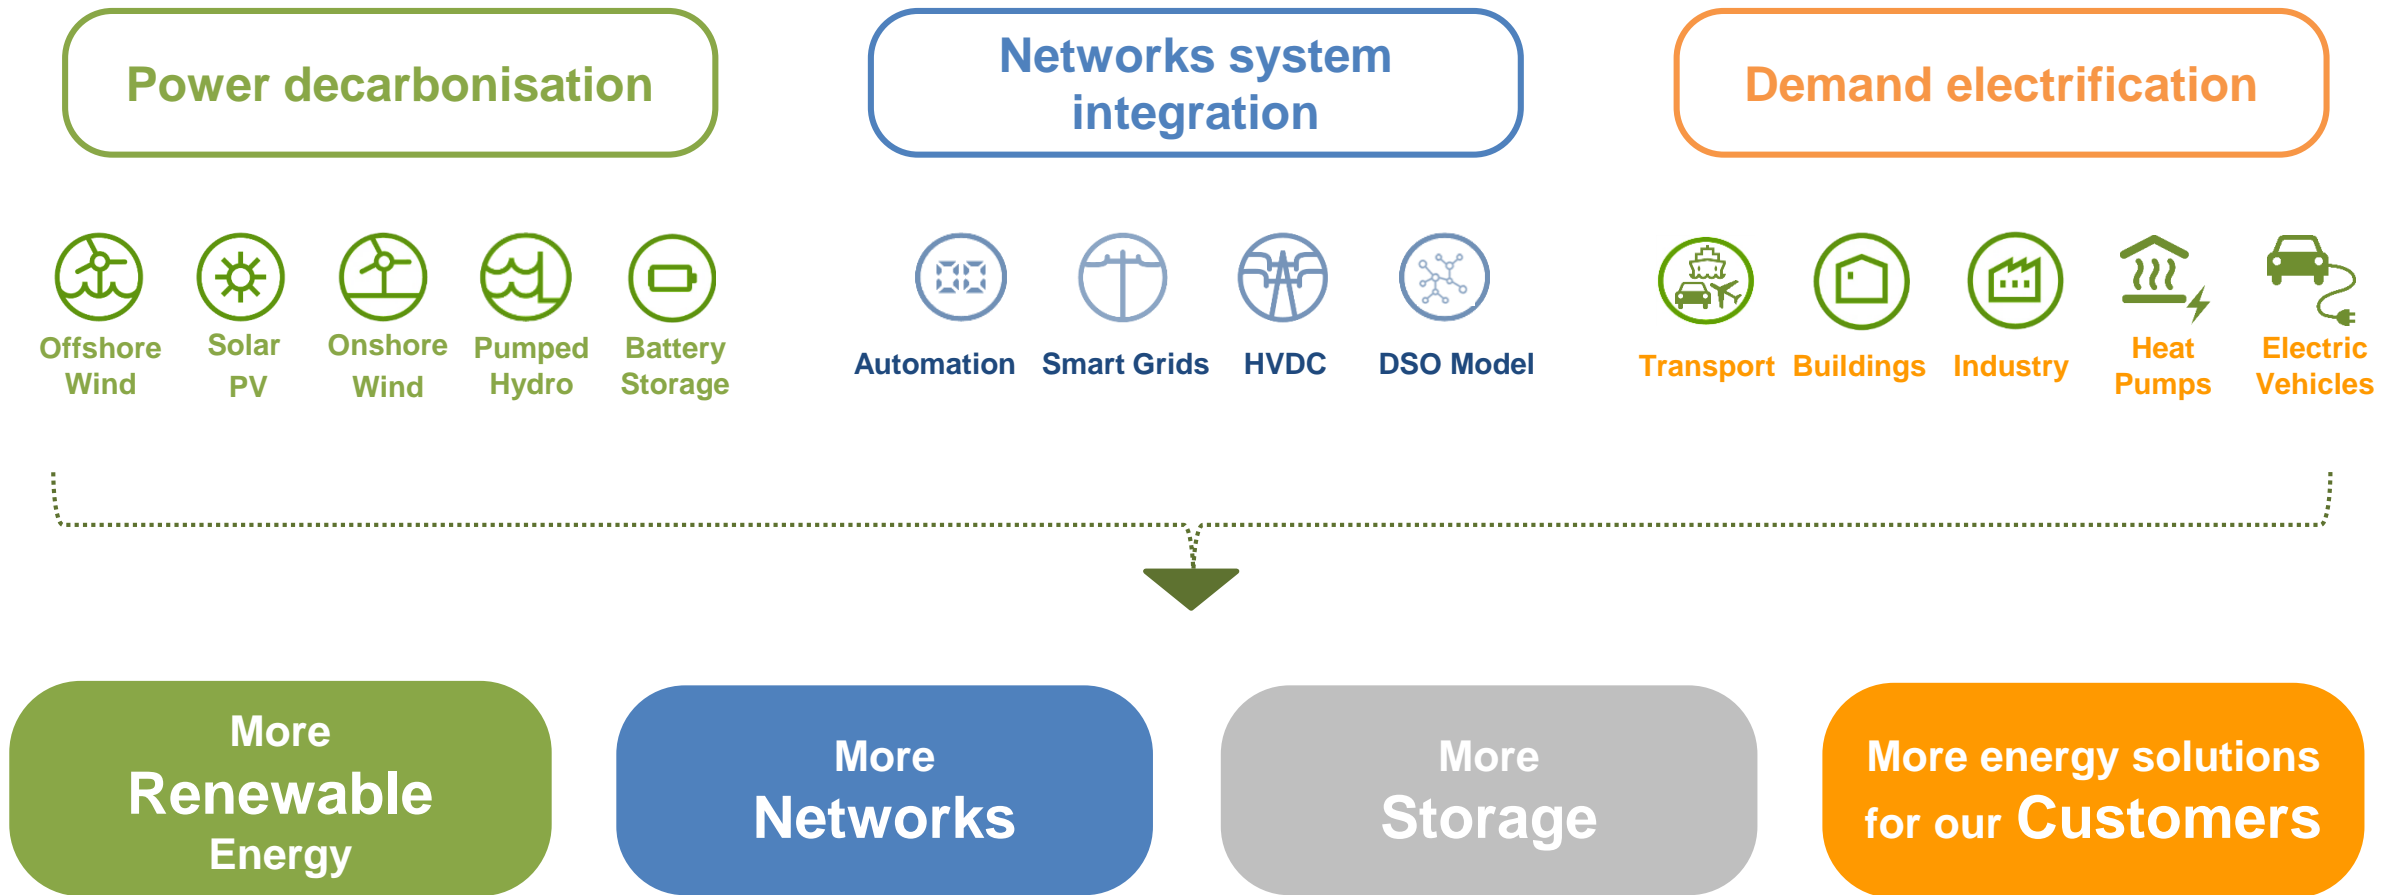 Power decarbonisation
Networks system
integration
Demand electrification
Offshore
Wind
Solar
PV
Onshore
Wind
Pumped
Hydro
Battery
Storage
Automation
Smart Grids
HVDC
DSO Model
Transport
Buildings
Industry
Heat
Pumps
Electric
Vehicles
More
Renewable
Energy
More
Networks
More
Storage
More energy solutions
for our Customers